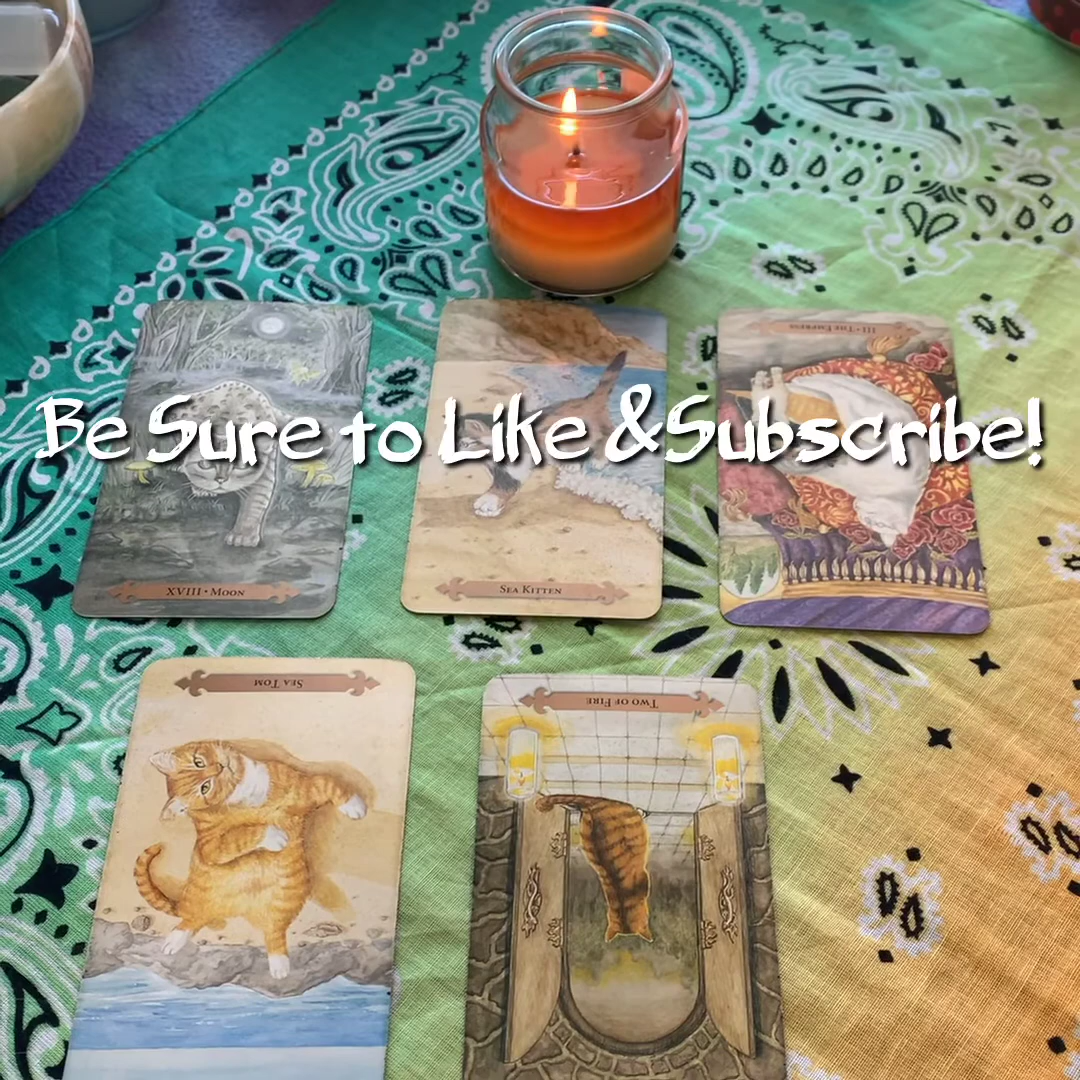 Be Sure to Like &Subscribe!
XVIII • MOON
SEA KITTEN
III • THE EMPRESS
SEA TOM
TWO OF FIRE